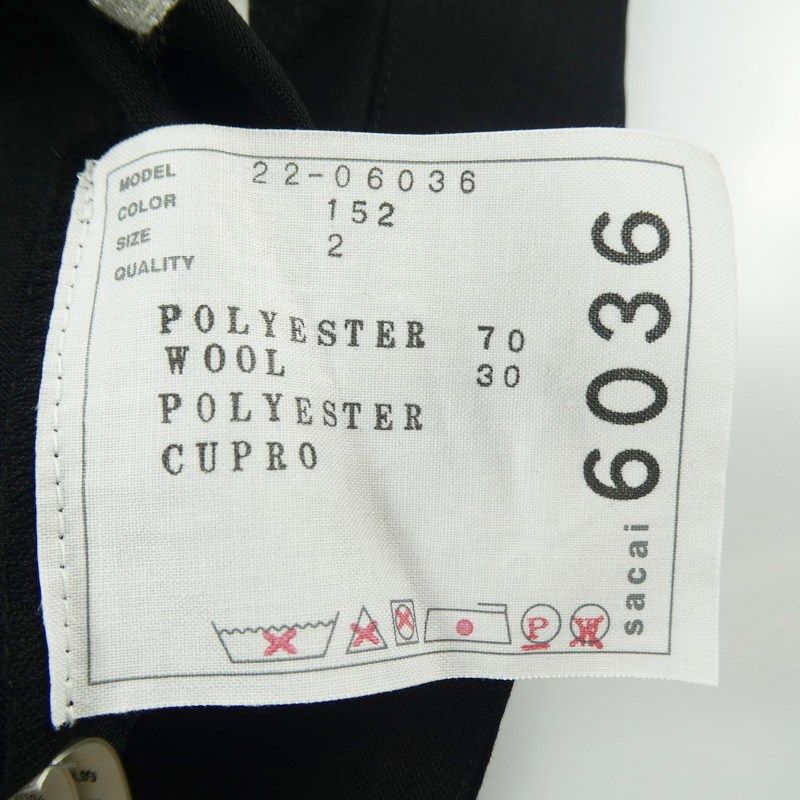 MODEL 22-06036
COLOR 152
SIZE 2
QUALITY
POLYESTER 70
WOOL 30
POLYESTER
CUPRO
P W
sacai 6036